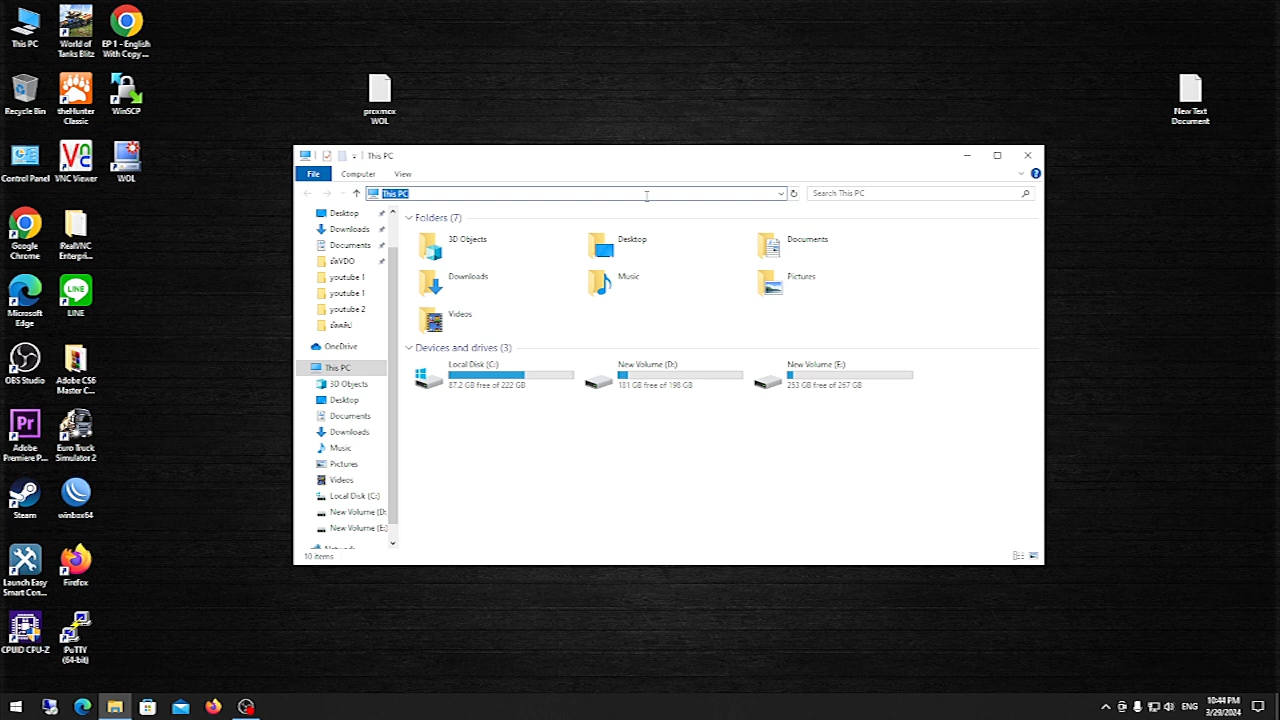 This PC
World of
Tanks Blitz
EP 1 - English
With Copy ...
Recycle Bin
theHunter
Classic
WinSCP
Control Panel
VNC Viewer
WOL
Google
Chrome
RealVNC
Enterpri...
Microsoft
Edge
LINE
OBS Studio
Adobe CS6
Master C...
Adobe
Premiere P...
Euro Truck
Simulator 2
Steam
winbox64
Launch Easy
Smart Con...
Firefox
CPUID CPU-Z
PuTTY
(64-bit)
proxmox
WOL
New Text
Document
This PC
File
Computer
View
This PC
Search This PC
Desktop
Downloads
Documents
youtube 1
youtube 1
youtube 2
OneDrive
This PC
3D Objects
Desktop
Documents
Downloads
Music
Pictures
Videos
Local Disk (C:)
New Volume (D:
New Volume (E:)
Network
Folders (7)
3D Objects
Desktop
Documents
Downloads
Music
Pictures
Videos
Devices and drives (3)
Local Disk (C:)
87.2 GB free of 222 GB
New Volume (D:)
181 GB free of 198 GB
New Volume (E:)
253 GB free of 267 GB
10 items
ENG
10:44 PM
3/29/2024